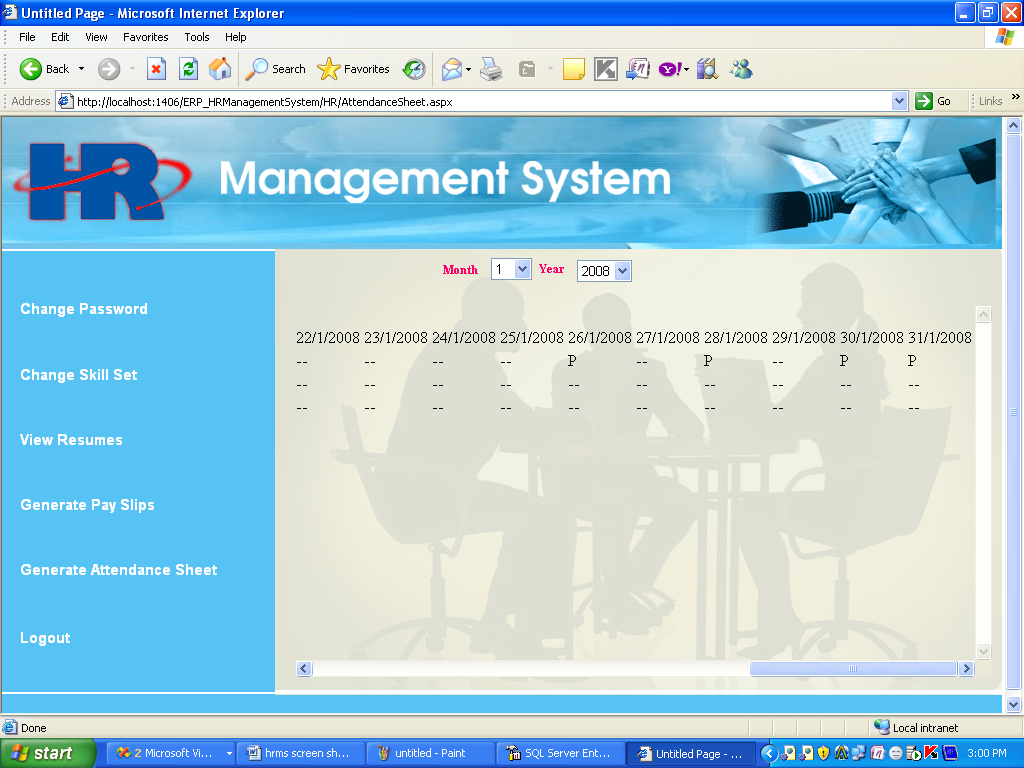 Untitled Page - Microsoft Internet Explorer
File Edit View Favorites Tools Help
Back Search Favorites
Address http://localhost:1406/ERP_HRManagementSystem/HR/AttendanceSheet.aspx Go Links »
HR Management System
Month 1 Year 2008
Change Password
Change Skill Set
View Resumes
Generate Pay Slips
Generate Attendance Sheet
Logout
22/1/2008 23/1/2008 24/1/2008 25/1/2008 26/1/2008 27/1/2008 28/1/2008 29/1/2008 30/1/2008 31/1/2008
-- -- -- -- P -- P -- P P
-- -- -- -- -- -- -- -- -- --
-- -- -- -- -- -- -- -- -- --
Done Local intranet
start 2 Microsoft Vi... hrms screen sh... untitled - Paint SQL Server Ent... Untitled Page - ... 3:00 PM